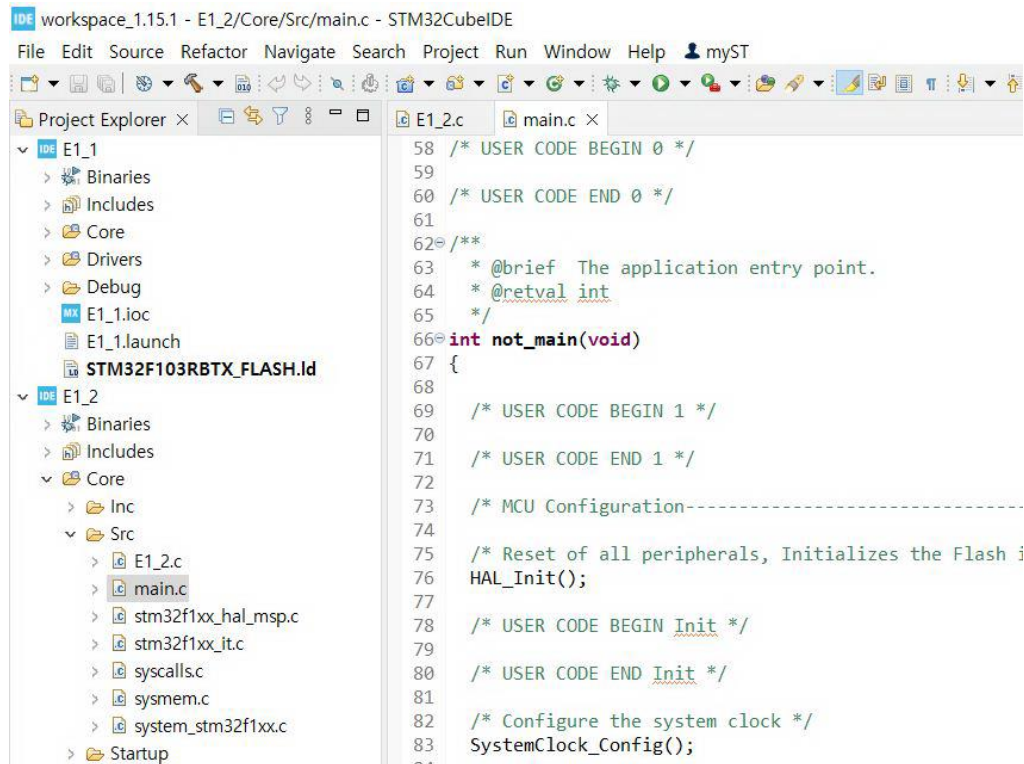 IDE workspace_1.15.1 - E1_2/Core/Src/main.c - STM32CubeIDE
File Edit Source Refactor Navigate Search Project Run Window Help myST
Project Explorer
E1_1
Binaries
Includes
Core
Drivers
Debug
MX E1_1.ioc
E1_1.launch
STM32F103RBTX_FLASH.ld
E1_2
Binaries
Includes
Core
Inc
Src
E1_2.c
main.c
stm32f1xx_hal_msp.c
stm32f1xx_it.c
syscalls.c
sysmem.c
system_stm32f1xx.c
Startup
E1_2.c main.c
58 /* USER CODE BEGIN 0 */
59
60 /* USER CODE END 0 */
61
62 /**
63 * @brief  The application entry point.
64 * @retval int
65 */
66 int not_main(void)
67 {
68
69 /* USER CODE BEGIN 1 */
70
71 /* USER CODE END 1 */
72
73 /* MCU Configuration--------------------------------
74
75 /* Reset of all peripherals, Initializes the Flash i
76 HAL_Init();
77
78 /* USER CODE BEGIN Init */
79
80 /* USER CODE END Init */
81
82 /* Configure the system clock */
83 SystemClock_Config();